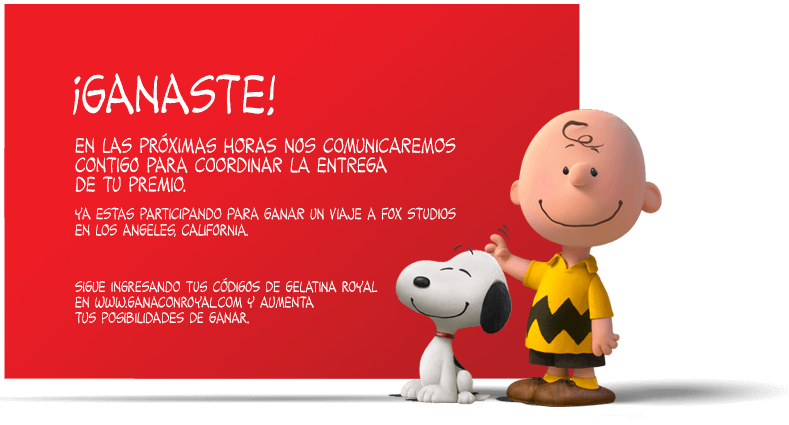 ¡GANASTE!
EN LAS PRÓXIMAS HORAS NOS COMUNICAREMOS
CONTIGO PARA COORDINAR LA ENTREGA
DE TU PREMIO.
YA ESTAS PARTICIPANDO PARA GANAR UN VIAJE A FOX STUDIOS
EN LOS ANGELES, CALIFORNIA.
SIGUE INGRESANDO TUS CÓDIGOS DE GELATINA ROYAL
EN WWW.GANACONROYAL.COM Y AUMENTA
TUS POSIBILIDADES DE GANAR.